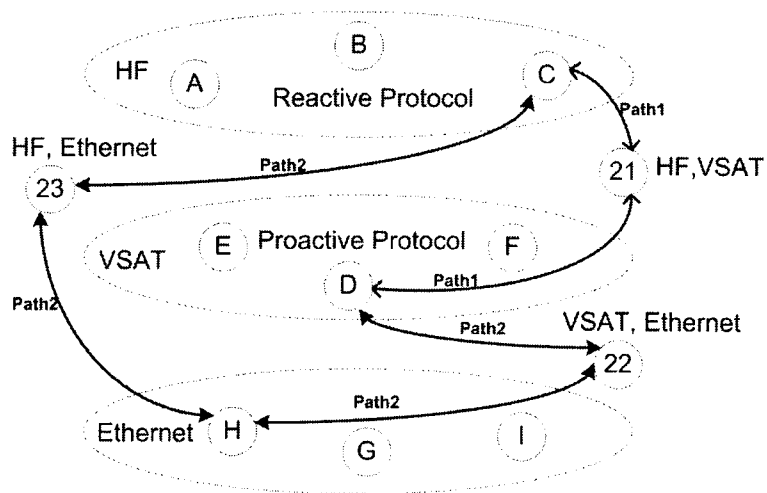 B
HF
A
C
Reactive Protocol
Path1
HF, Ethernet
Path2
23
21
HF,VSAT
E
Proactive Protocol
F
VSAT
D
Path1
Path2
Path2
VSAT, Ethernet
22
Path2
Ethernet
H
G
I